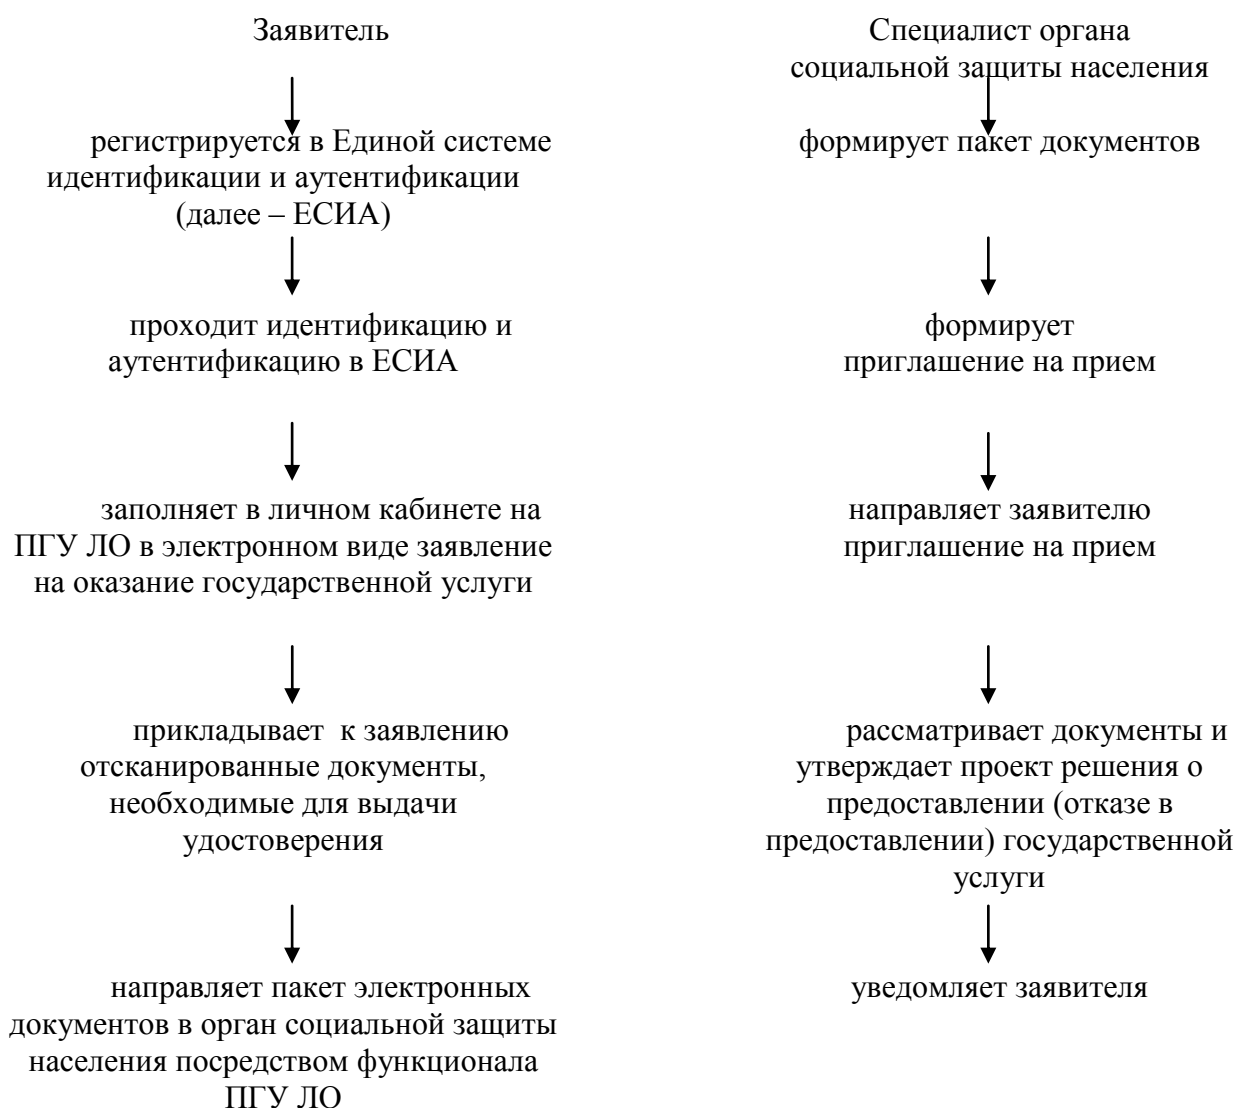 Заявитель
регистрируется в Единой системе
идентификации и аутентификации
(далее – ЕСИА)
проходит идентификацию и
аутентификацию в ЕСИА
заполняет в личном кабинете на
ПГУ ЛО в электронном виде заявление
на оказание государственной услуги
прикладывает к заявлению
отсканированные документы,
необходимые для выдачи
удостоверения
направляет пакет электронных
документов в орган социальной защиты
населения посредством функционала
ПГУ ЛО
Специалист органа
социальной защиты населения
формирует пакет документов
формирует
приглашение на прием
направляет заявителю
приглашение на прием
рассматривает документы и
утверждает проект решения о
предоставлении (отказе в
предоставлении) государственной
услуги
уведомляет заявителя